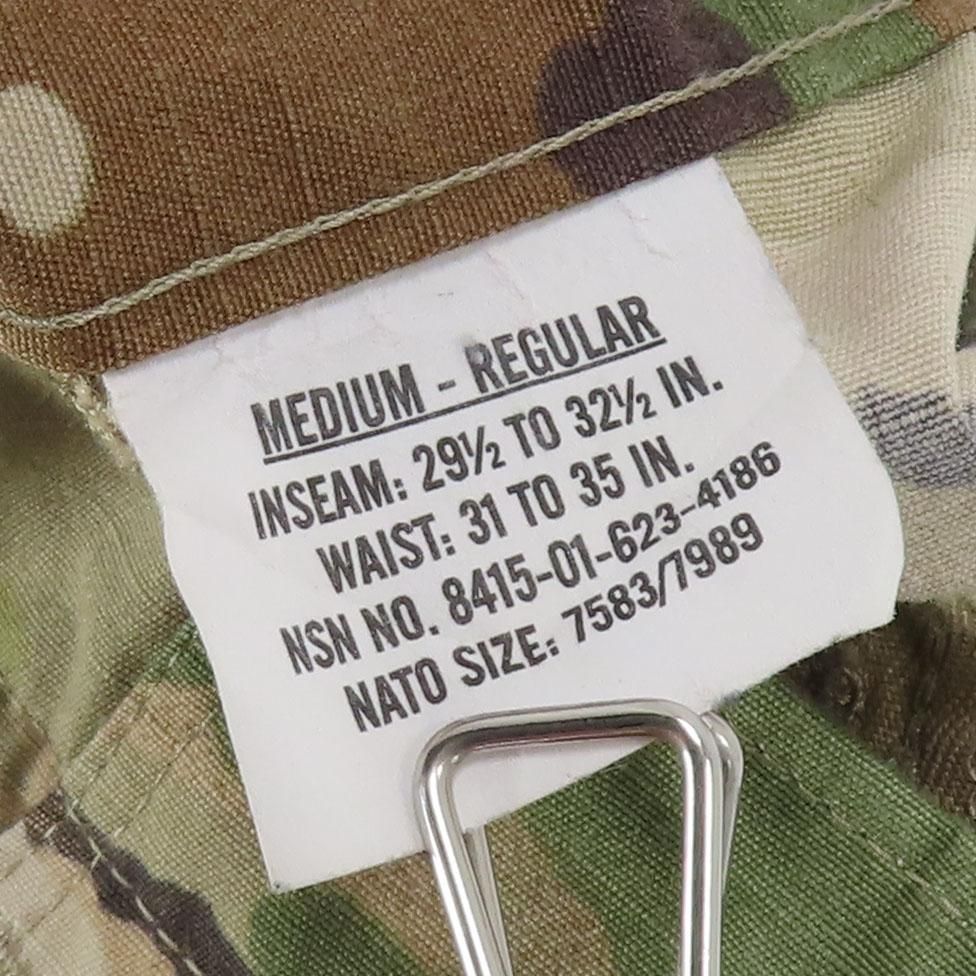 MEDIUM - REGULAR
INSEAM: 29½ TO 32½ IN.
WAIST: 31 TO 35 IN.
NSN NO. 8415-01-623-4186
NATO SIZE: 7583/7989